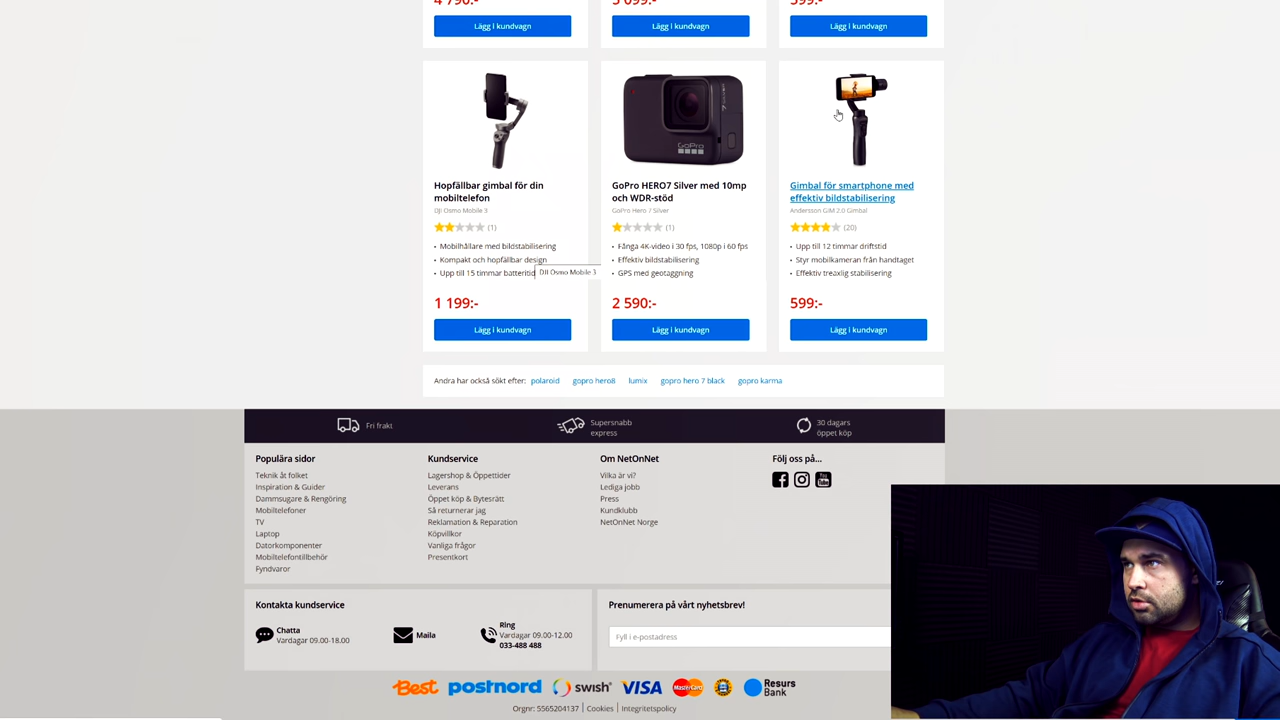 4 790:-
599:-
Lägg i kundvagn
Lägg i kundvagn
Lägg i kundvagn
GoPro
Hopfällbar gimbal för din
mobiltelefon
DJI Osmo Mobile 3
(1)
Mobilhållare med bildstabilisering
Kompakt och hopfällbar design
Upp till 15 timmar batteritid
DJI Osmo Mobile 3
1 199:-
Lägg i kundvagn
GoPro HERO7 Silver med 10mp
och WDR-stöd
GoPro Hero 7 Silver
(1)
Fånga 4K-video i 30 fps, 1080p i 60 fps
Effektiv bildstabilisering
GPS med geotaggning
2 590:-
Lägg i kundvagn
Gimbal för smartphone med
effektiv bildstabilisering
Andersson GIM 2.0 Gimbal
(20)
Upp till 12 timmar driftstid
Styr mobilkameran från handtaget
Effektiv treaxlig stabilisering
599:-
Lägg i kundvagn
Andra har också sökt efter: polaroid gopro hero8 lumix gopro hero 7 black gopro karma
Fri frakt
Supersnabb
express
30 dagars
öppet köp
Populära sidor
Teknik åt folket
Inspiration & Guider
Dammsugare & Rengöring
Mobiltelefoner
TV
Laptop
Datorkomponenter
Mobiltelefontillbehör
Fyndvaror
Kundservice
Lagershop & Öppettider
Leverans
Öppet köp & Bytesrätt
Så returnerar jag
Reklamation & Reparation
Köpvillkor
Vanliga frågor
Presentkort
Om NetOnNet
Vilka är vi?
Lediga jobb
Press
Kundklubb
NetOnNet Norge
Följ oss på...
You
Tube
Kontakta kundservice
Chatta
Vardagar 09.00-18.00
Maila
Ring
Vardagar 09.00-12.00
033-488 488
Prenumerera på vårt nyhetsbrev!
Fyll i e-postadress
Best postnord swish VISA MasterCard Resurs
Bank
Orgnr: 5565204137 | Cookies | Integritetspolicy